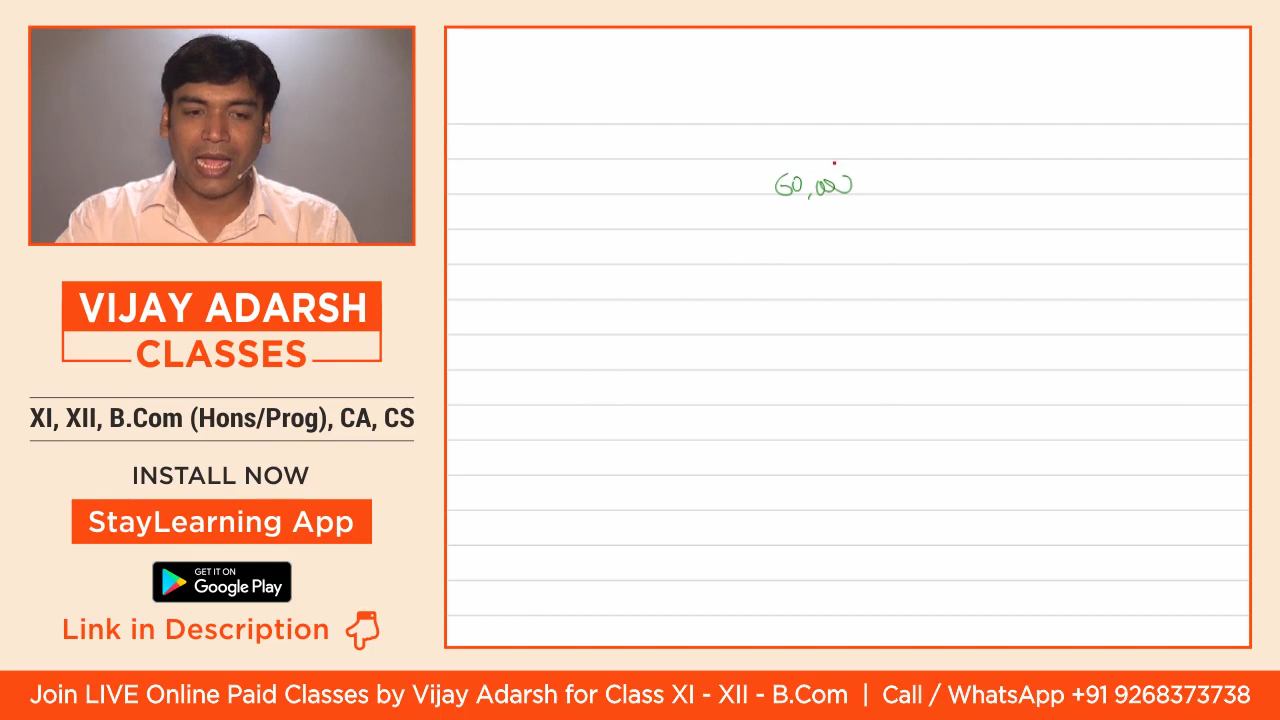 VIJAY ADARSH
CLASSES
XI, XII, B.Com (Hons/Prog), CA, CS
INSTALL NOW
StayLearning App
GET IT ON
Google Play
Link in Description
60,000
Join LIVE Online Paid Classes by Vijay Adarsh for Class XI - XII - B.Com | Call / WhatsApp +91 9268373738